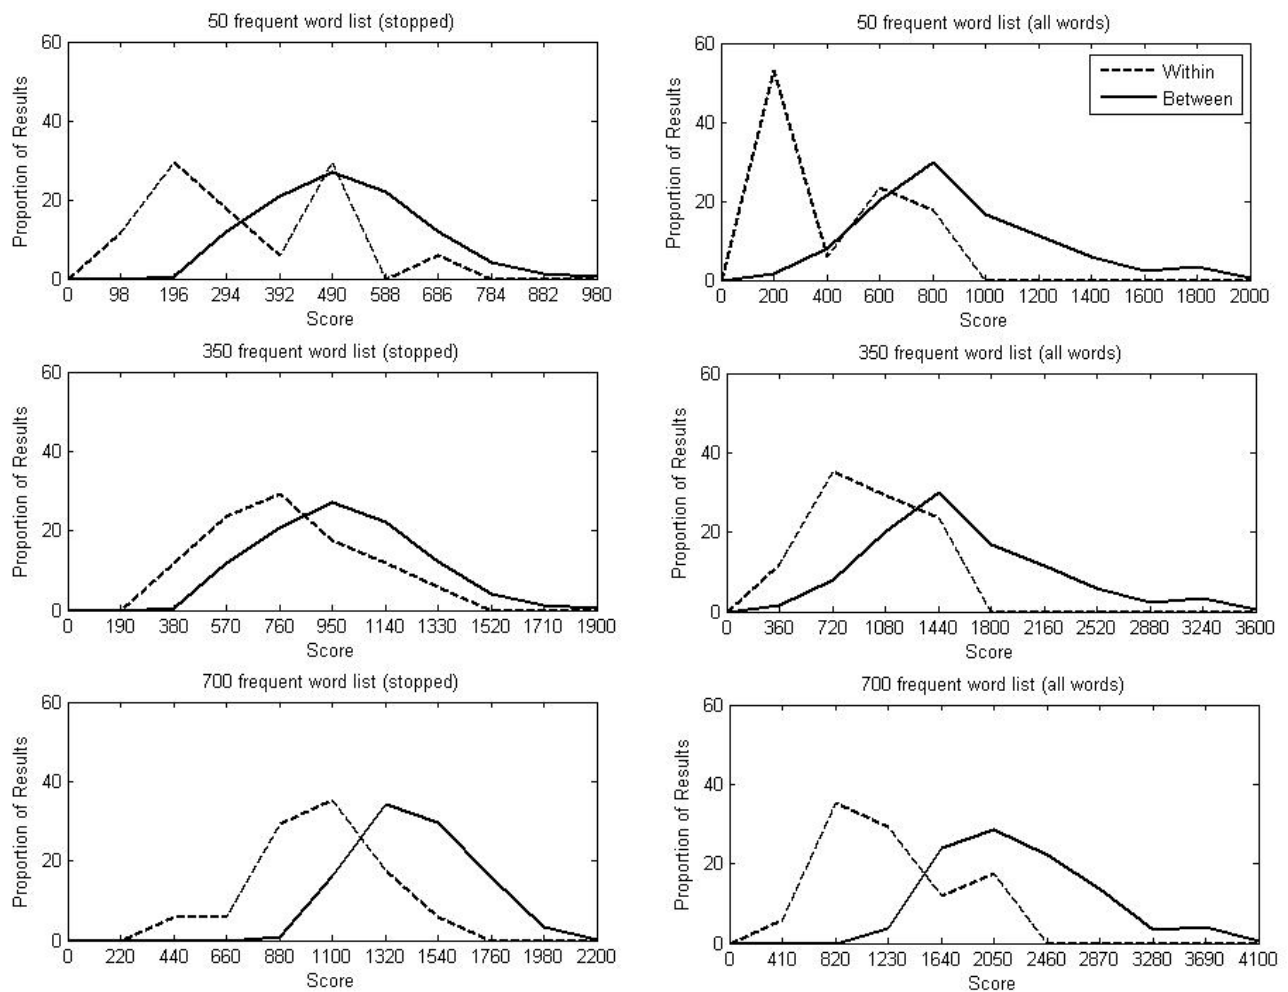 50 frequent word list (stopped)
Proportion of Results
60
40
20
0
0 98 196 294 392 490 588 686 784 882 980
Score
50 frequent word list (all words)
Proportion of Results
60
40
20
0
Within
Between
0 200 400 600 800 1000 1200 1400 1600 1800 2000
Score
350 frequent word list (stopped)
Proportion of Results
60
40
20
0
0 190 380 570 760 950 1140 1330 1520 1710 1900
Score
350 frequent word list (all words)
Proportion of Results
60
40
20
0
0 360 720 1080 1440 1800 2160 2520 2880 3240 3600
Score
700 frequent word list (stopped)
Proportion of Results
60
40
20
0
0 220 440 660 880 1100 1320 1540 1760 1980 2200
Score
700 frequent word list (all words)
Proportion of Results
60
40
20
0
0 410 820 1230 1640 2050 2460 2870 3280 3690 4100
Score